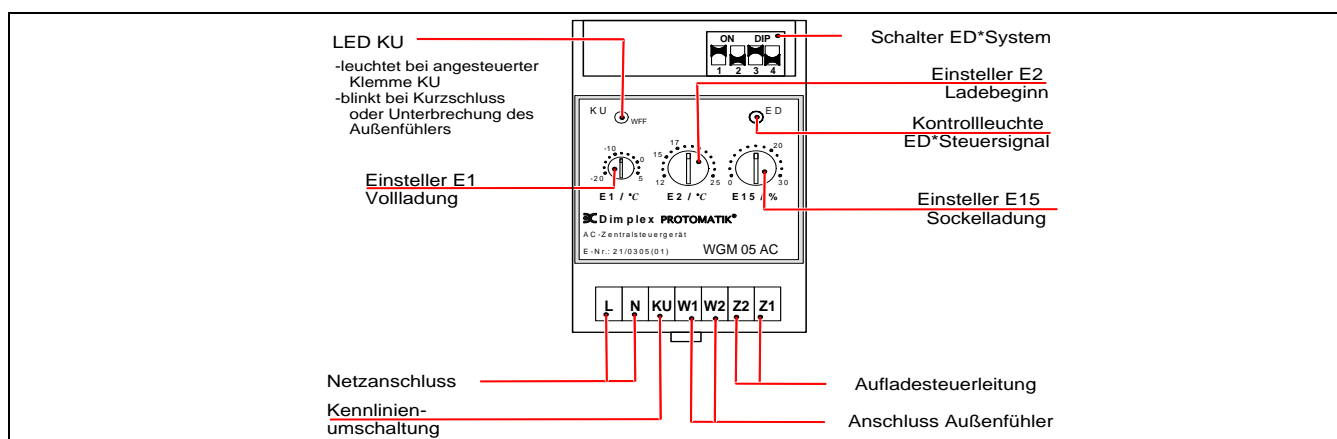 LED KU
-leuchtet bei angesteuerter
Klemme KU
-blinkt bei Kurzschluss
oder Unterbrechung des
Außenfühlers
Einsteller E1
Vollladung
ON DIP
1 2 3 4
Schalter ED*System
Einsteller E2
Ladebeginn
Kontrollleuchte
ED*Steuersignal
Einsteller E15
Sockelladung
KU
WFF
ED
-20 -10 0 5
12 15 17 25
0 20 30
E1 / °C E2 / °C E15 / %
Dimplex PROTOMATIK®
AC-Zentralsteuergerät
E-Nr.: 21/0305(01) WGM 05 AC
L N KU W1 W2 Z2 Z1
Netzanschluss
Kennlinien-
umschaltung
Aufladesteuerleitung
Anschluss Außenfühler